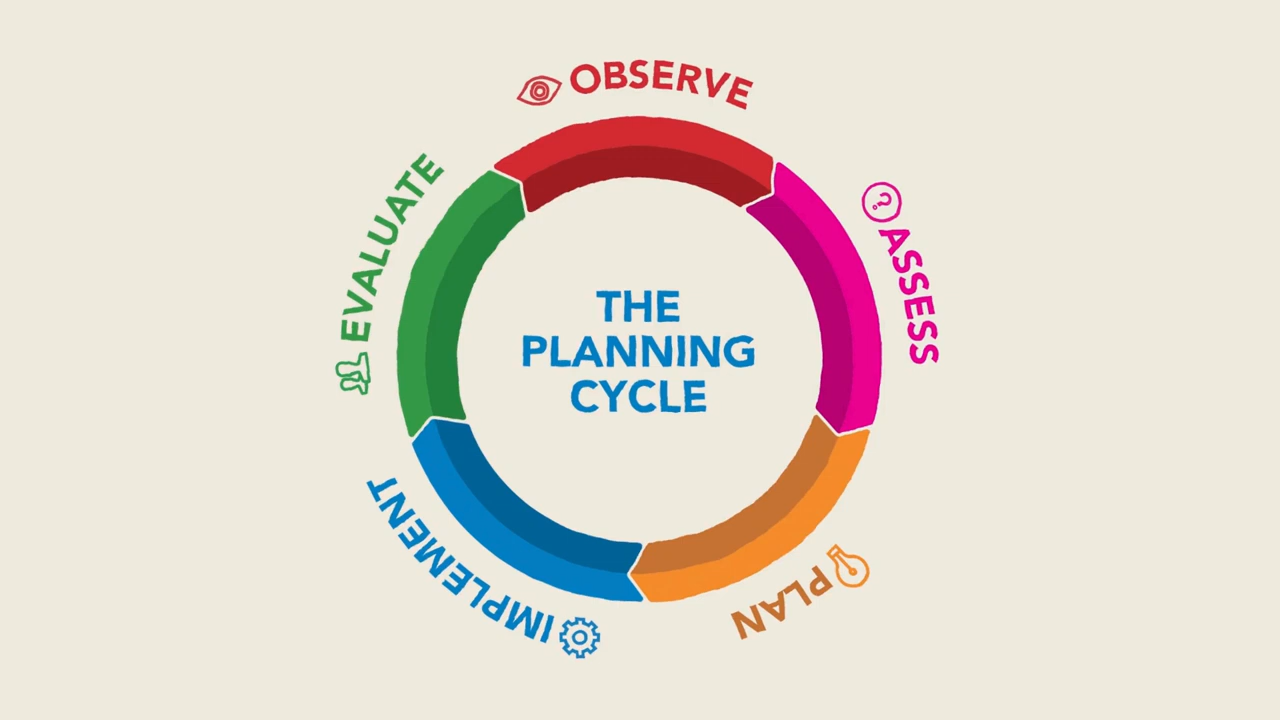 OBSERVE
ASSESS
PLAN
IMPLEMENT
EVALUATE
THE
PLANNING
CYCLE